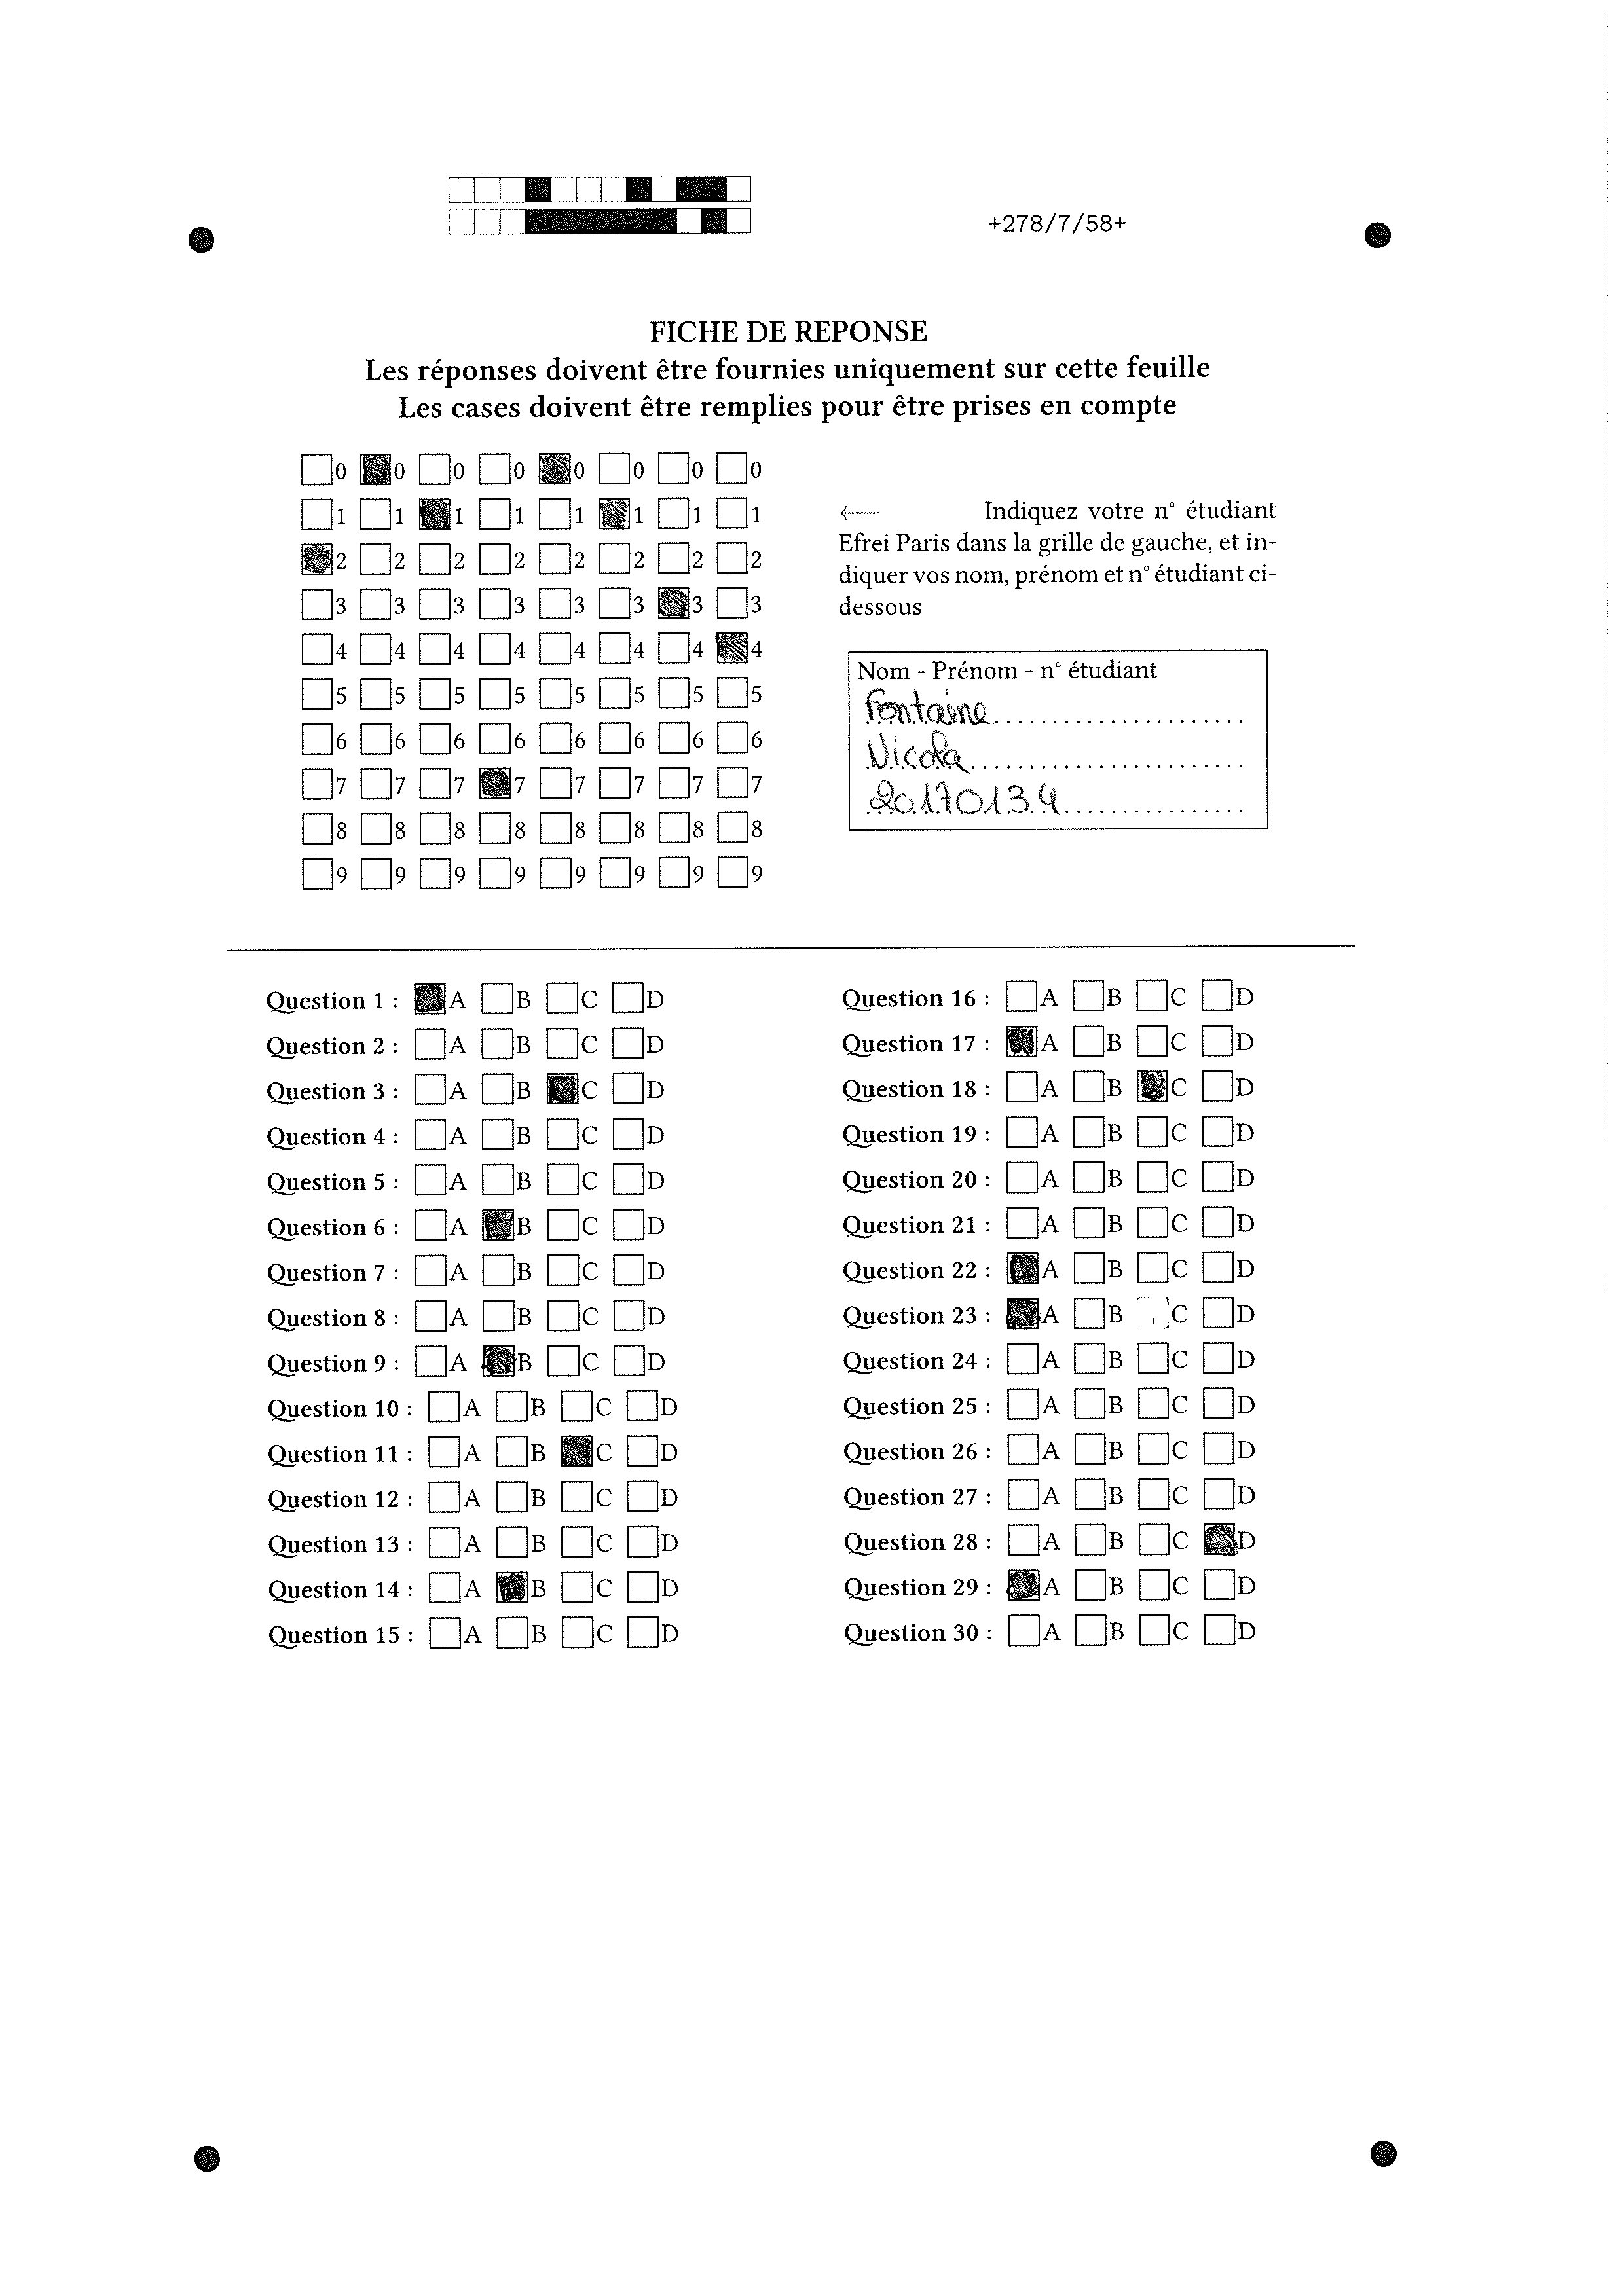 +278/7/58+
FICHE DE REPONSE
Les réponses doivent être fournies uniquement sur cette feuille
Les cases doivent être remplies pour être prises en compte
0 0 0 0 0 0 0 0
1 1 1 1 1 1 1 1
2 2 2 2 2 2 2 2
3 3 3 3 3 3 3 3
4 4 4 4 4 4 4 4
5 5 5 5 5 5 5 5
6 6 6 6 6 6 6 6
7 7 7 7 7 7 7 7
8 8 8 8 8 8 8 8
9 9 9 9 9 9 9 9
← Indiquez votre n° étudiant
Efrei Paris dans la grille de gauche, et in-
diquer vos nom, prénom et n° étudiant ci-
dessous
Nom - Prénom - n° étudiant
Fontaine
Nicola
20170134
Question 1 : A B C D
Question 2 : A B C D
Question 3 : A B C D
Question 4 : A B C D
Question 5 : A B C D
Question 6 : A B C D
Question 7 : A B C D
Question 8 : A B C D
Question 9 : A B C D
Question 10 : A B C D
Question 11 : A B C D
Question 12 : A B C D
Question 13 : A B C D
Question 14 : A B C D
Question 15 : A B C D
Question 16 : A B C D
Question 17 : A B C D
Question 18 : A B C D
Question 19 : A B C D
Question 20 : A B C D
Question 21 : A B C D
Question 22 : A B C D
Question 23 : A B C D
Question 24 : A B C D
Question 25 : A B C D
Question 26 : A B C D
Question 27 : A B C D
Question 28 : A B C D
Question 29 : A B C D
Question 30 : A B C D